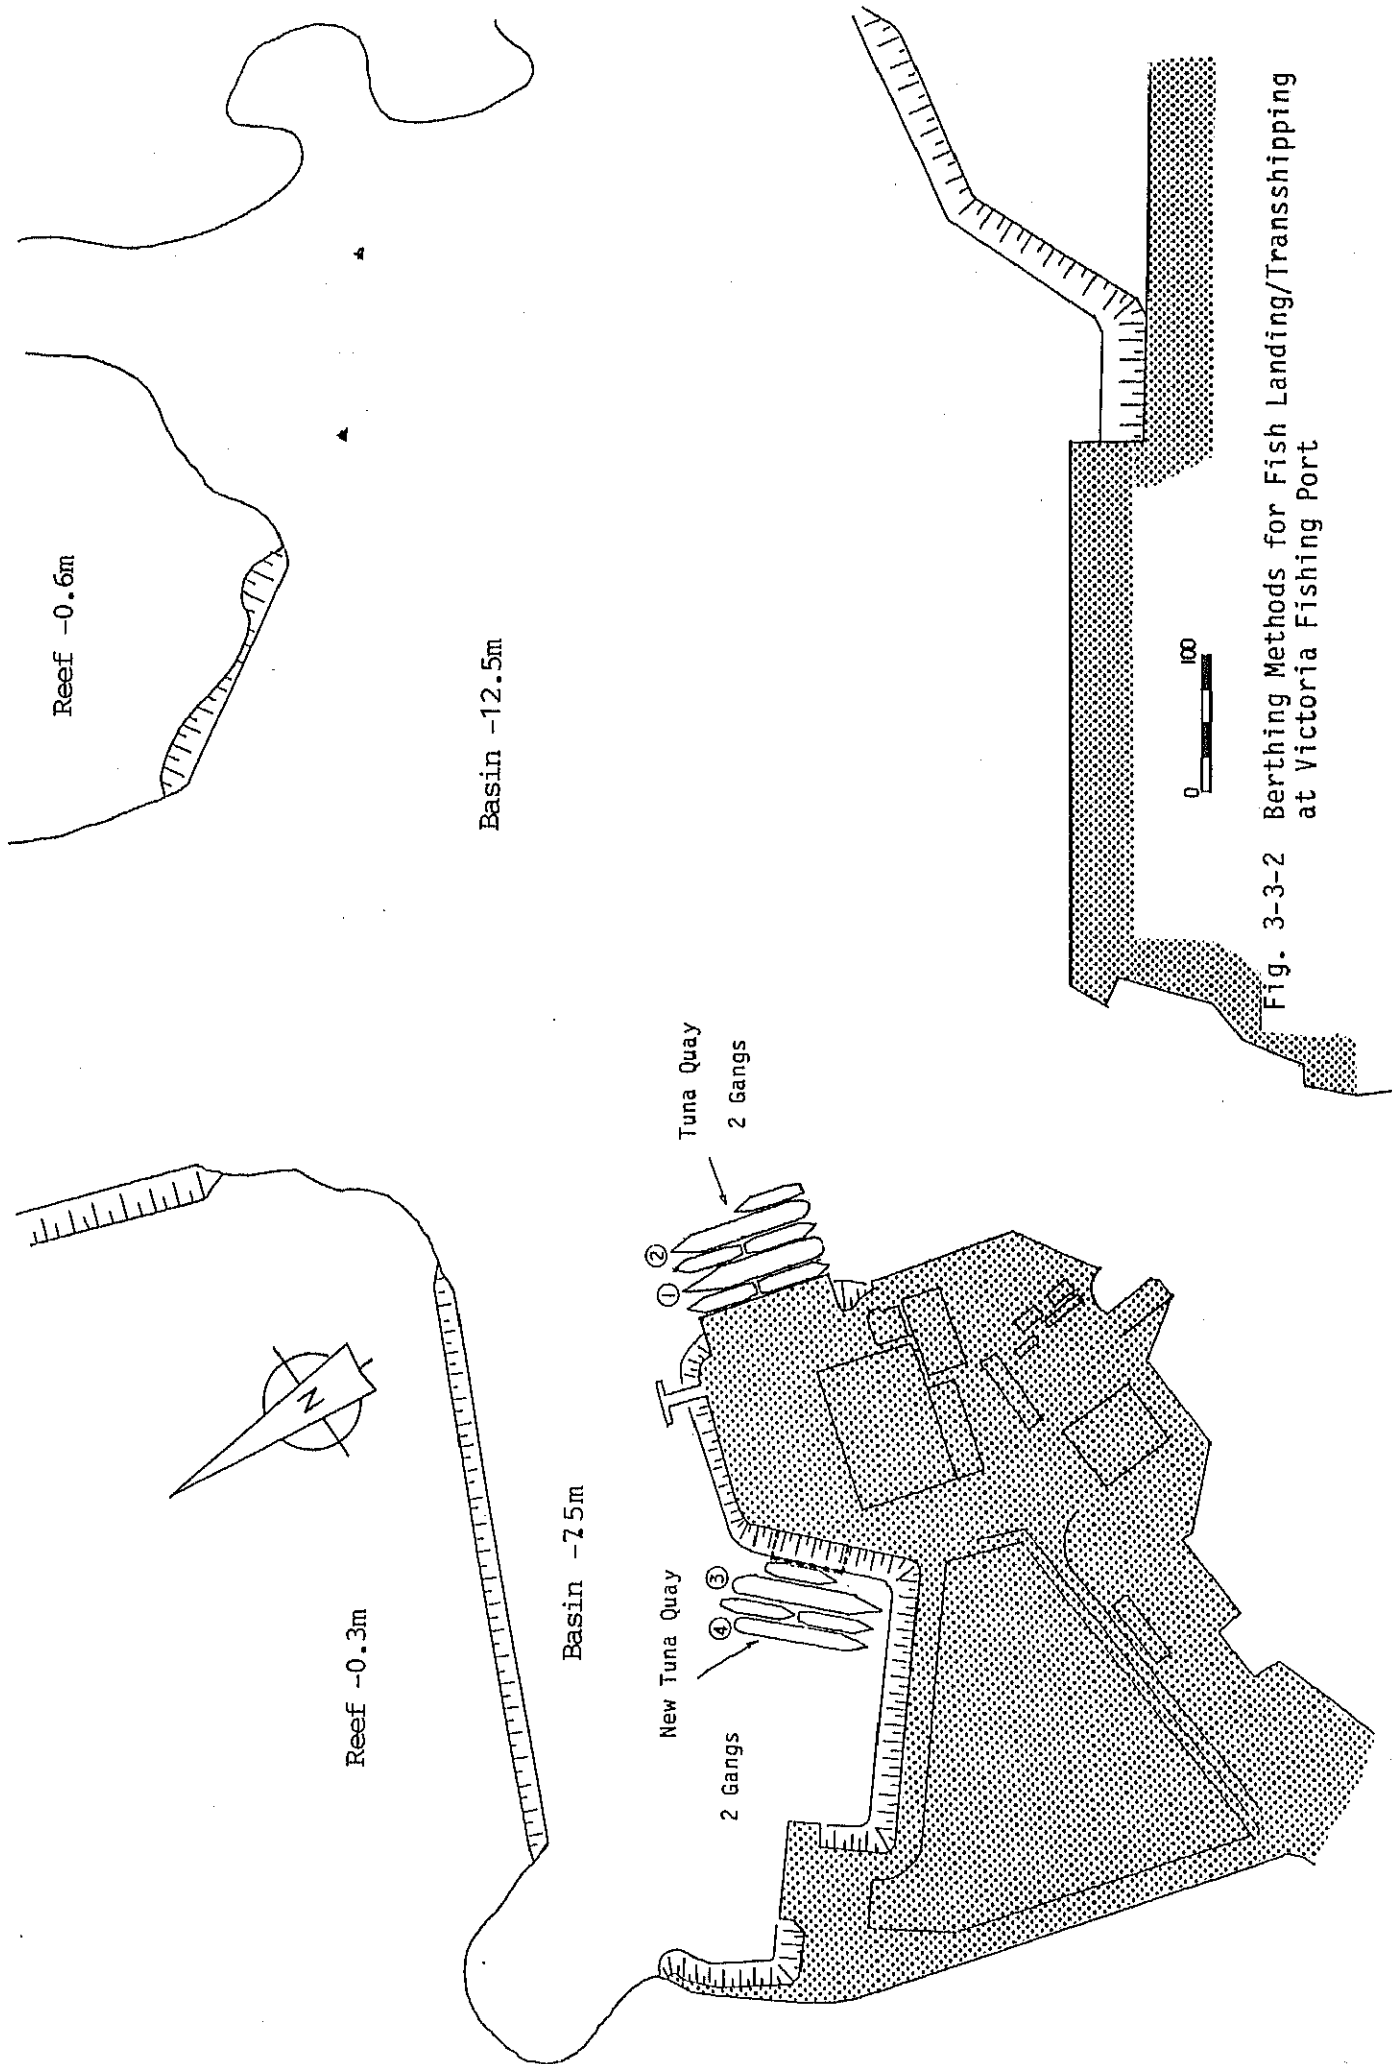 Reef -0.3m
Reef -0.6m
N
Basin -7.5m
Basin -12.5m
New Tuna Quay
2 Gangs
④
③
①
②
Tuna Quay
2 Gangs
0 100
Fig. 3-3-2 Berthing Methods for Fish Landing/Transshipping
at Victoria Fishing Port